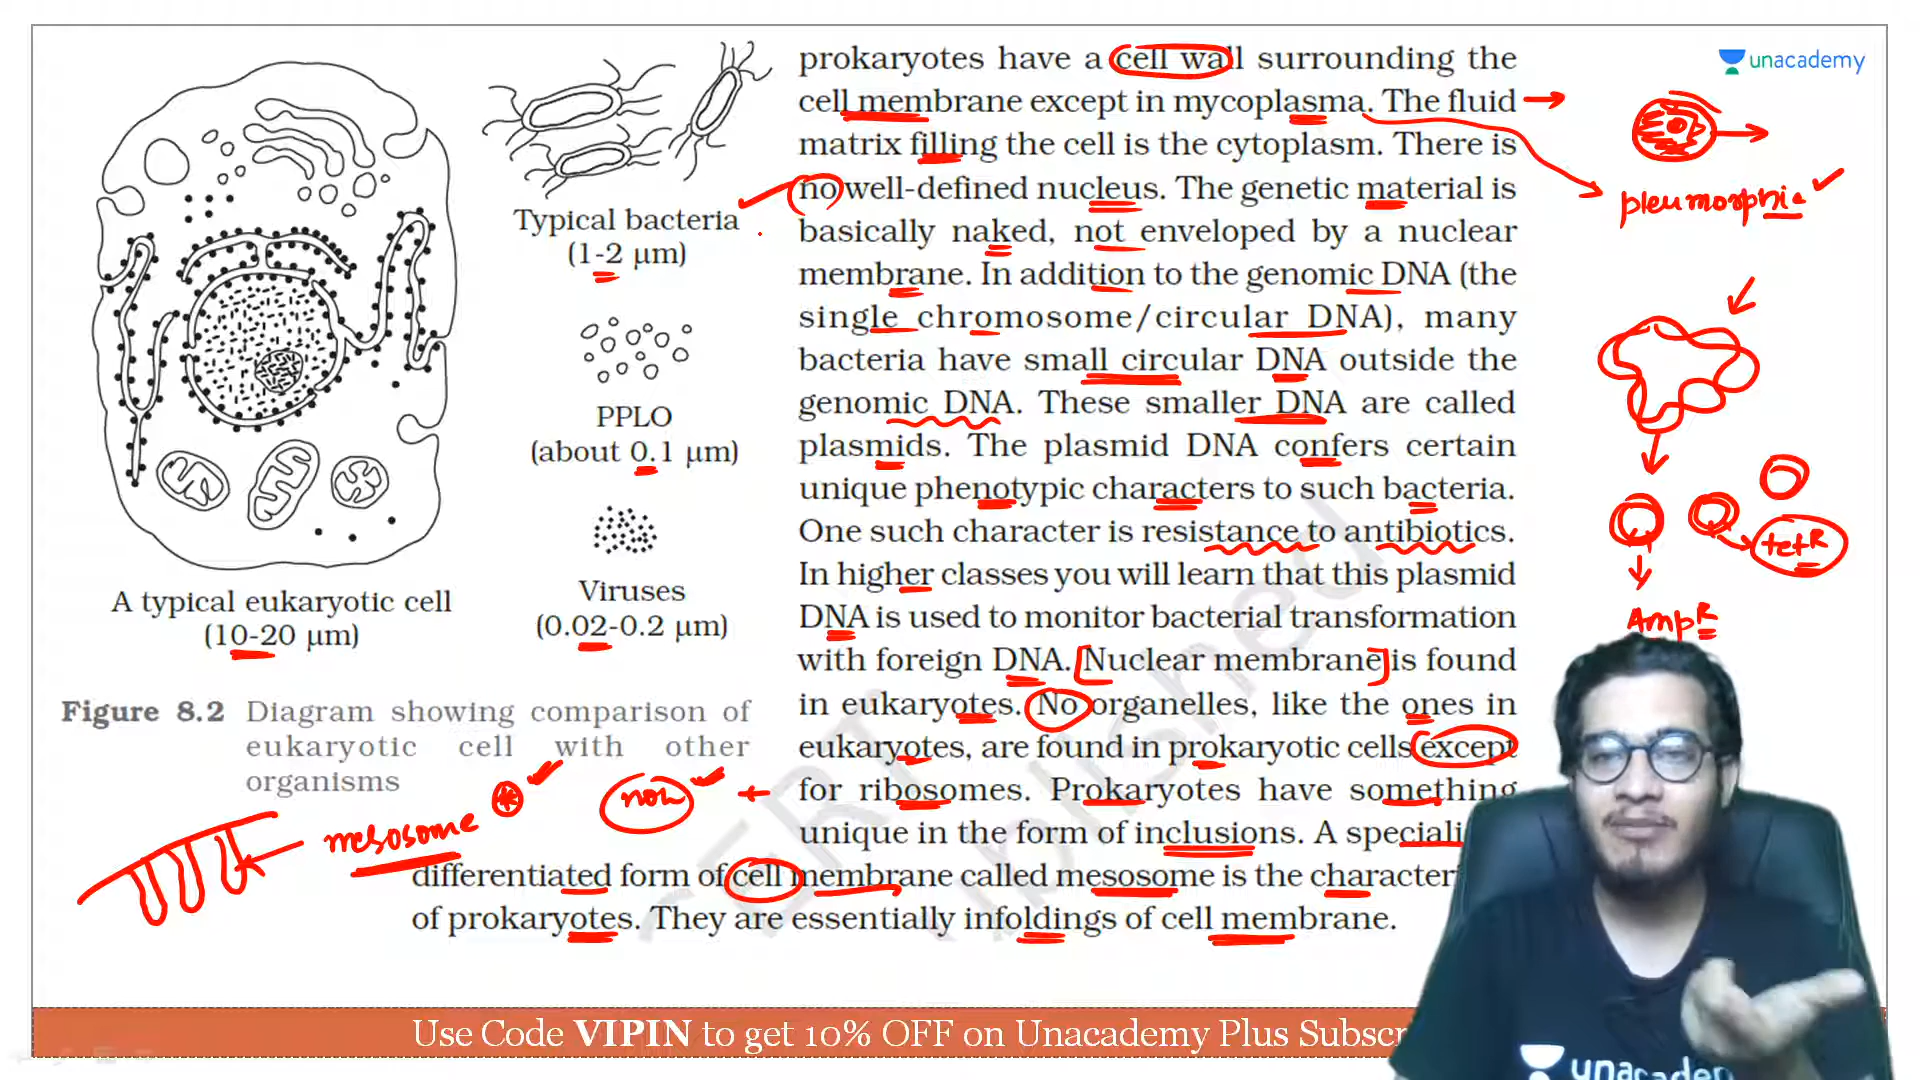 prokaryotes have a cell wall surrounding the
cell membrane except in mycoplasma. The fluid
matrix filling the cell is the cytoplasm. There is
no well-defined nucleus. The genetic material is
basically naked, not enveloped by a nuclear
membrane. In addition to the genomic DNA (the
single chromosome/circular DNA), many
bacteria have small circular DNA outside the
genomic DNA. These smaller DNA are called
plasmids. The plasmid DNA confers certain
unique phenotypic characters to such bacteria.
One such character is resistance to antibiotics.
In higher classes you will learn that this plasmid
DNA is used to monitor bacterial transformation
with foreign DNA. Nuclear membrane is found
in eukaryotes. No organelles, like the ones in
eukaryotes, are found in prokaryotic cells except
for ribosomes. Prokaryotes have something
unique in the form of inclusions. A
differentiated form of cell membrane called mesosome is the
of prokaryotes. They are essentially infoldings of cell membrane.
Typical bacteria
(1-2 µm)
PPLO
(about 0.1 µm)
Viruses
(0.02-0.2 µm)
A typical eukaryotic cell
(10-20 µm)
Figure 8.2 Diagram showing comparison of
eukaryotic cell with other
organisms
mesosome
non
unacademy
pleumorphic
tetR
AmpR
Use Code VIPIN to get 10% OFF on Unacademy Plus
unacadem